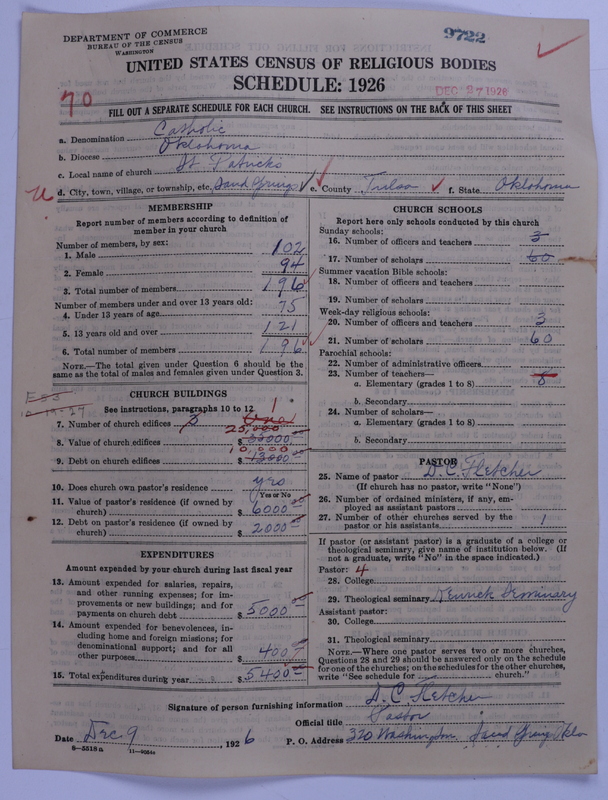 DEPARTMENT OF COMMERCE
BUREAU OF THE CENSUS
WASHINGTON
9722
UNITED STATES CENSUS OF RELIGIOUS BODIES
SCHEDULE: 1926
DEC 27 1926
70
FILL OUT A SEPARATE SCHEDULE FOR EACH CHURCH. SEE INSTRUCTIONS ON THE BACK OF THIS SHEET
a. Denomination Catholic
b. Diocese Oklahoma
c. Local name of church St Patricks
d. City, town, village, or township, etc. Sand Springs e. County Tulsa f. State Oklahoma
MEMBERSHIP
Report number of members according to definition of
member in your church
Number of members, by sex:
1. Male 102
2. Female 94
3. Total number of members 196
Number of members under and over 13 years old:
4. Under 13 years of age 75
5. 13 years old and over 121
6. Total number of members 196
NOTE.—The total given under Question 6 should be the
same as the total of males and females given under Question 3.
CHURCH BUILDINGS
See instructions, paragraphs 10 to 12
1
7. Number of church edifices
25,000
8. Value of church edifices $
10,000
9. Debt on church edifices $ 13000
10. Does church own pastor's residence yes
Yes or No
11. Value of pastor's residence (if owned by
church) $ 6000
12. Debt on pastor's residence (if owned by
church) $ 2000
EXPENDITURES
Amount expended by your church during last fiscal year
13. Amount expended for salaries, repairs,
and other running expenses; for im-
provements or new buildings; and for
payments on church debt $ 5000
14. Amount expended for benevolences, in-
cluding home and foreign missions; for
denominational support; and for all
other purposes $ 400
15. Total expenditures during year $ 5400
CHURCH SCHOOLS
Report here only schools conducted by this church
Sunday schools:
16. Number of officers and teachers 3
17. Number of scholars 60
Summer vacation Bible schools:
18. Number of officers and teachers
19. Number of scholars
Week-day religious schools:
20. Number of officers and teachers 3
21. Number of scholars 60
Parochial schools:
22. Number of administrative officers
23. Number of teachers—
a. Elementary (grades 1 to 8)
b. Secondary
24. Number of scholars—
a. Elementary (grades 1 to 8)
b. Secondary
PASTOR
25. Name of pastor D. C. Fletcher
(If church has no pastor, write "None")
26. Number of ordained ministers, if any, em-
ployed as assistant pastors
27. Number of other churches served by the
pastor or his assistants 1
If pastor (or assistant pastor) is a graduate of a college or
theological seminary, give name of institution below. (If
not a graduate, write "No" in the space indicated.)
Pastor: 4
28. College
29. Theological seminary Kenrick Seminary
Assistant pastor:
30. College
31. Theological seminary
NOTE.—Where one pastor serves two or more churches,
Questions 28 and 29 should be answered only on the schedule
for one of the churches; on the schedules for the other churches,
write "See schedule for church."
Signature of person furnishing information D. C. Fletcher
Official title Pastor
Date Dec. 9, 1926 P. O. Address 320 Washington Sand Springs Okla
8—5518a 11—9054c